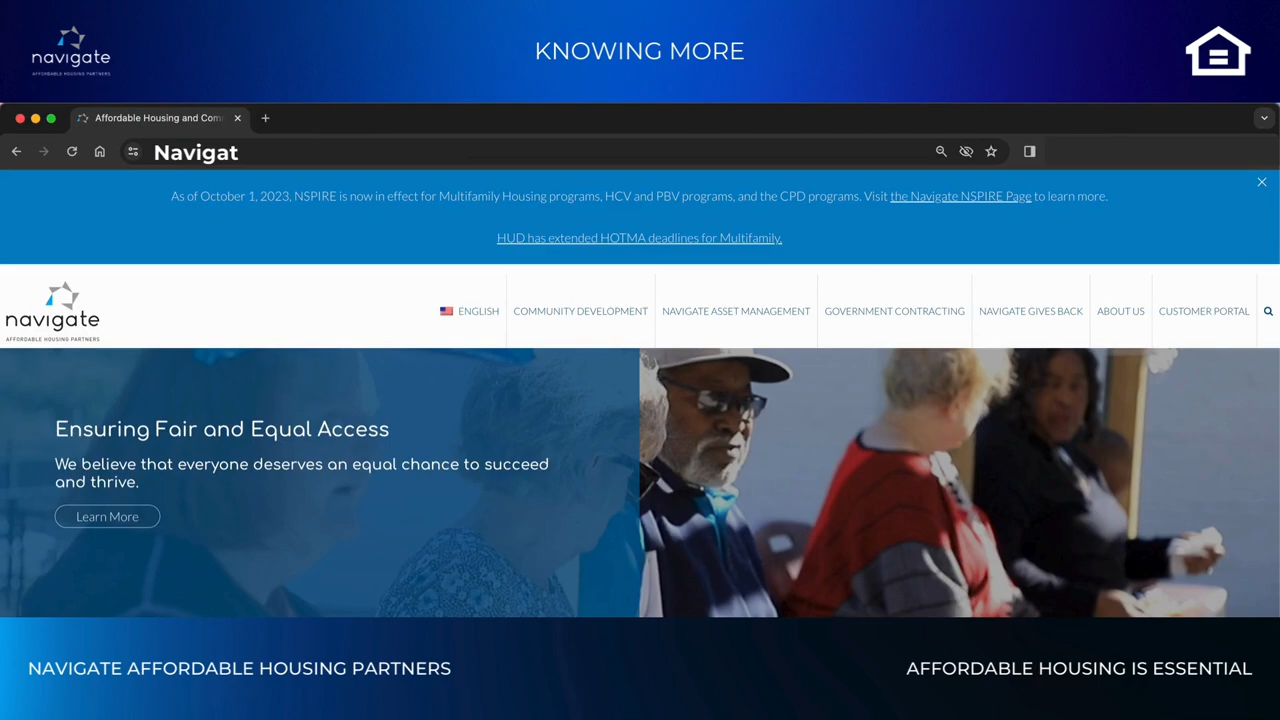 navigate
AFFORDABLE HOUSING PARTNERS
KNOWING MORE
Affordable Housing and Com
Navigat
As of October 1, 2023, NSPIRE is now in effect for Multifamily Housing programs, HCV and PBV programs, and the CPD programs. Visit the Navigate NSPIRE Page to learn more.
HUD has extended HOTMA deadlines for Multifamily.
navigate
AFFORDABLE HOUSING PARTNERS
ENGLISH
COMMUNITY DEVELOPMENT
NAVIGATE ASSET MANAGEMENT
GOVERNMENT CONTRACTING
NAVIGATE GIVES BACK
ABOUT US
CUSTOMER PORTAL
Ensuring Fair and Equal Access
We believe that everyone deserves an equal chance to succeed
and thrive.
Learn More
NAVIGATE AFFORDABLE HOUSING PARTNERS
AFFORDABLE HOUSING IS ESSENTIAL